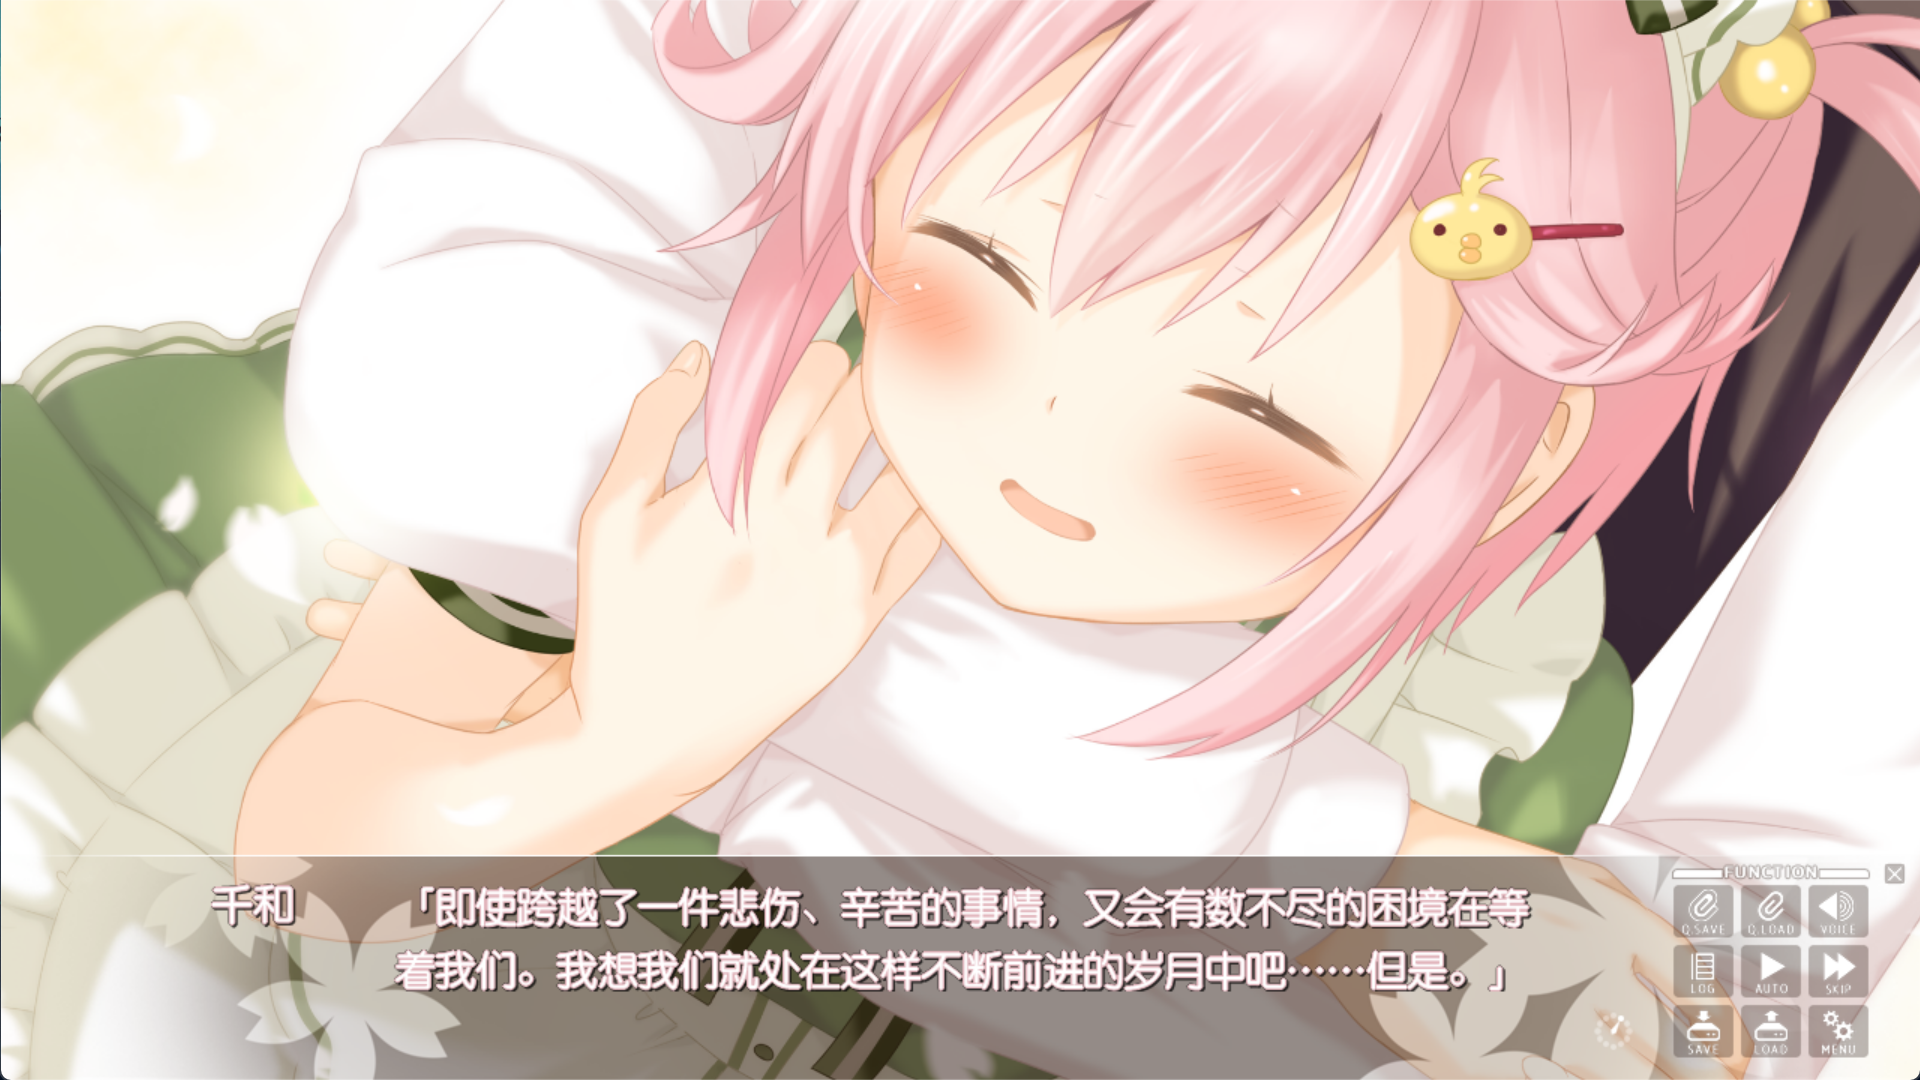 千和
「即使跨越了一件悲伤、辛苦的事情，又会有数不尽的困境在等
着我们。我想我们就处在这样不断前进的岁月中吧……但是。」
FUNCTION
Q.SAVE Q.LOAD VOICE
LOG AUTO SKIP
SAVE LOAD MENU